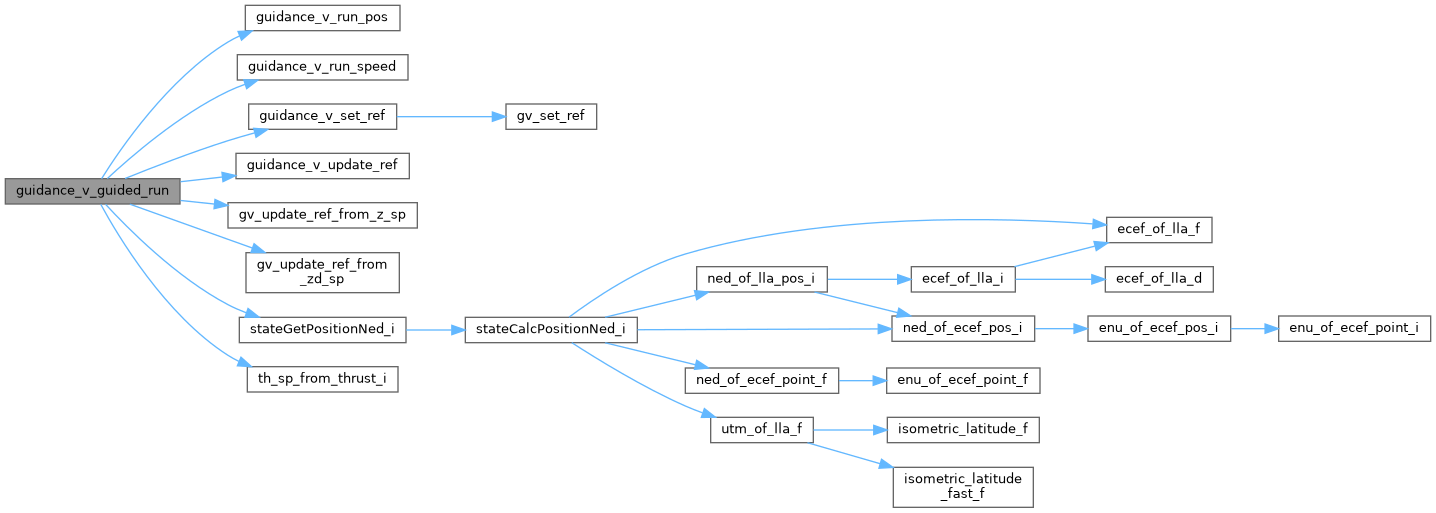 guidance_v_guided_run
guidance_v_run_pos
guidance_v_run_speed
guidance_v_set_ref
gv_set_ref
guidance_v_update_ref
gv_update_ref_from_z_sp
gv_update_ref_from
_zd_sp
stateGetPositionNed_i
th_sp_from_thrust_i
stateCalcPositionNed_i
ecef_of_lla_f
ned_of_lla_pos_i
ecef_of_lla_i
ecef_of_lla_d
ned_of_ecef_pos_i
enu_of_ecef_pos_i
enu_of_ecef_point_i
ned_of_ecef_point_f
enu_of_ecef_point_f
utm_of_lla_f
isometric_latitude_f
isometric_latitude
_fast_f